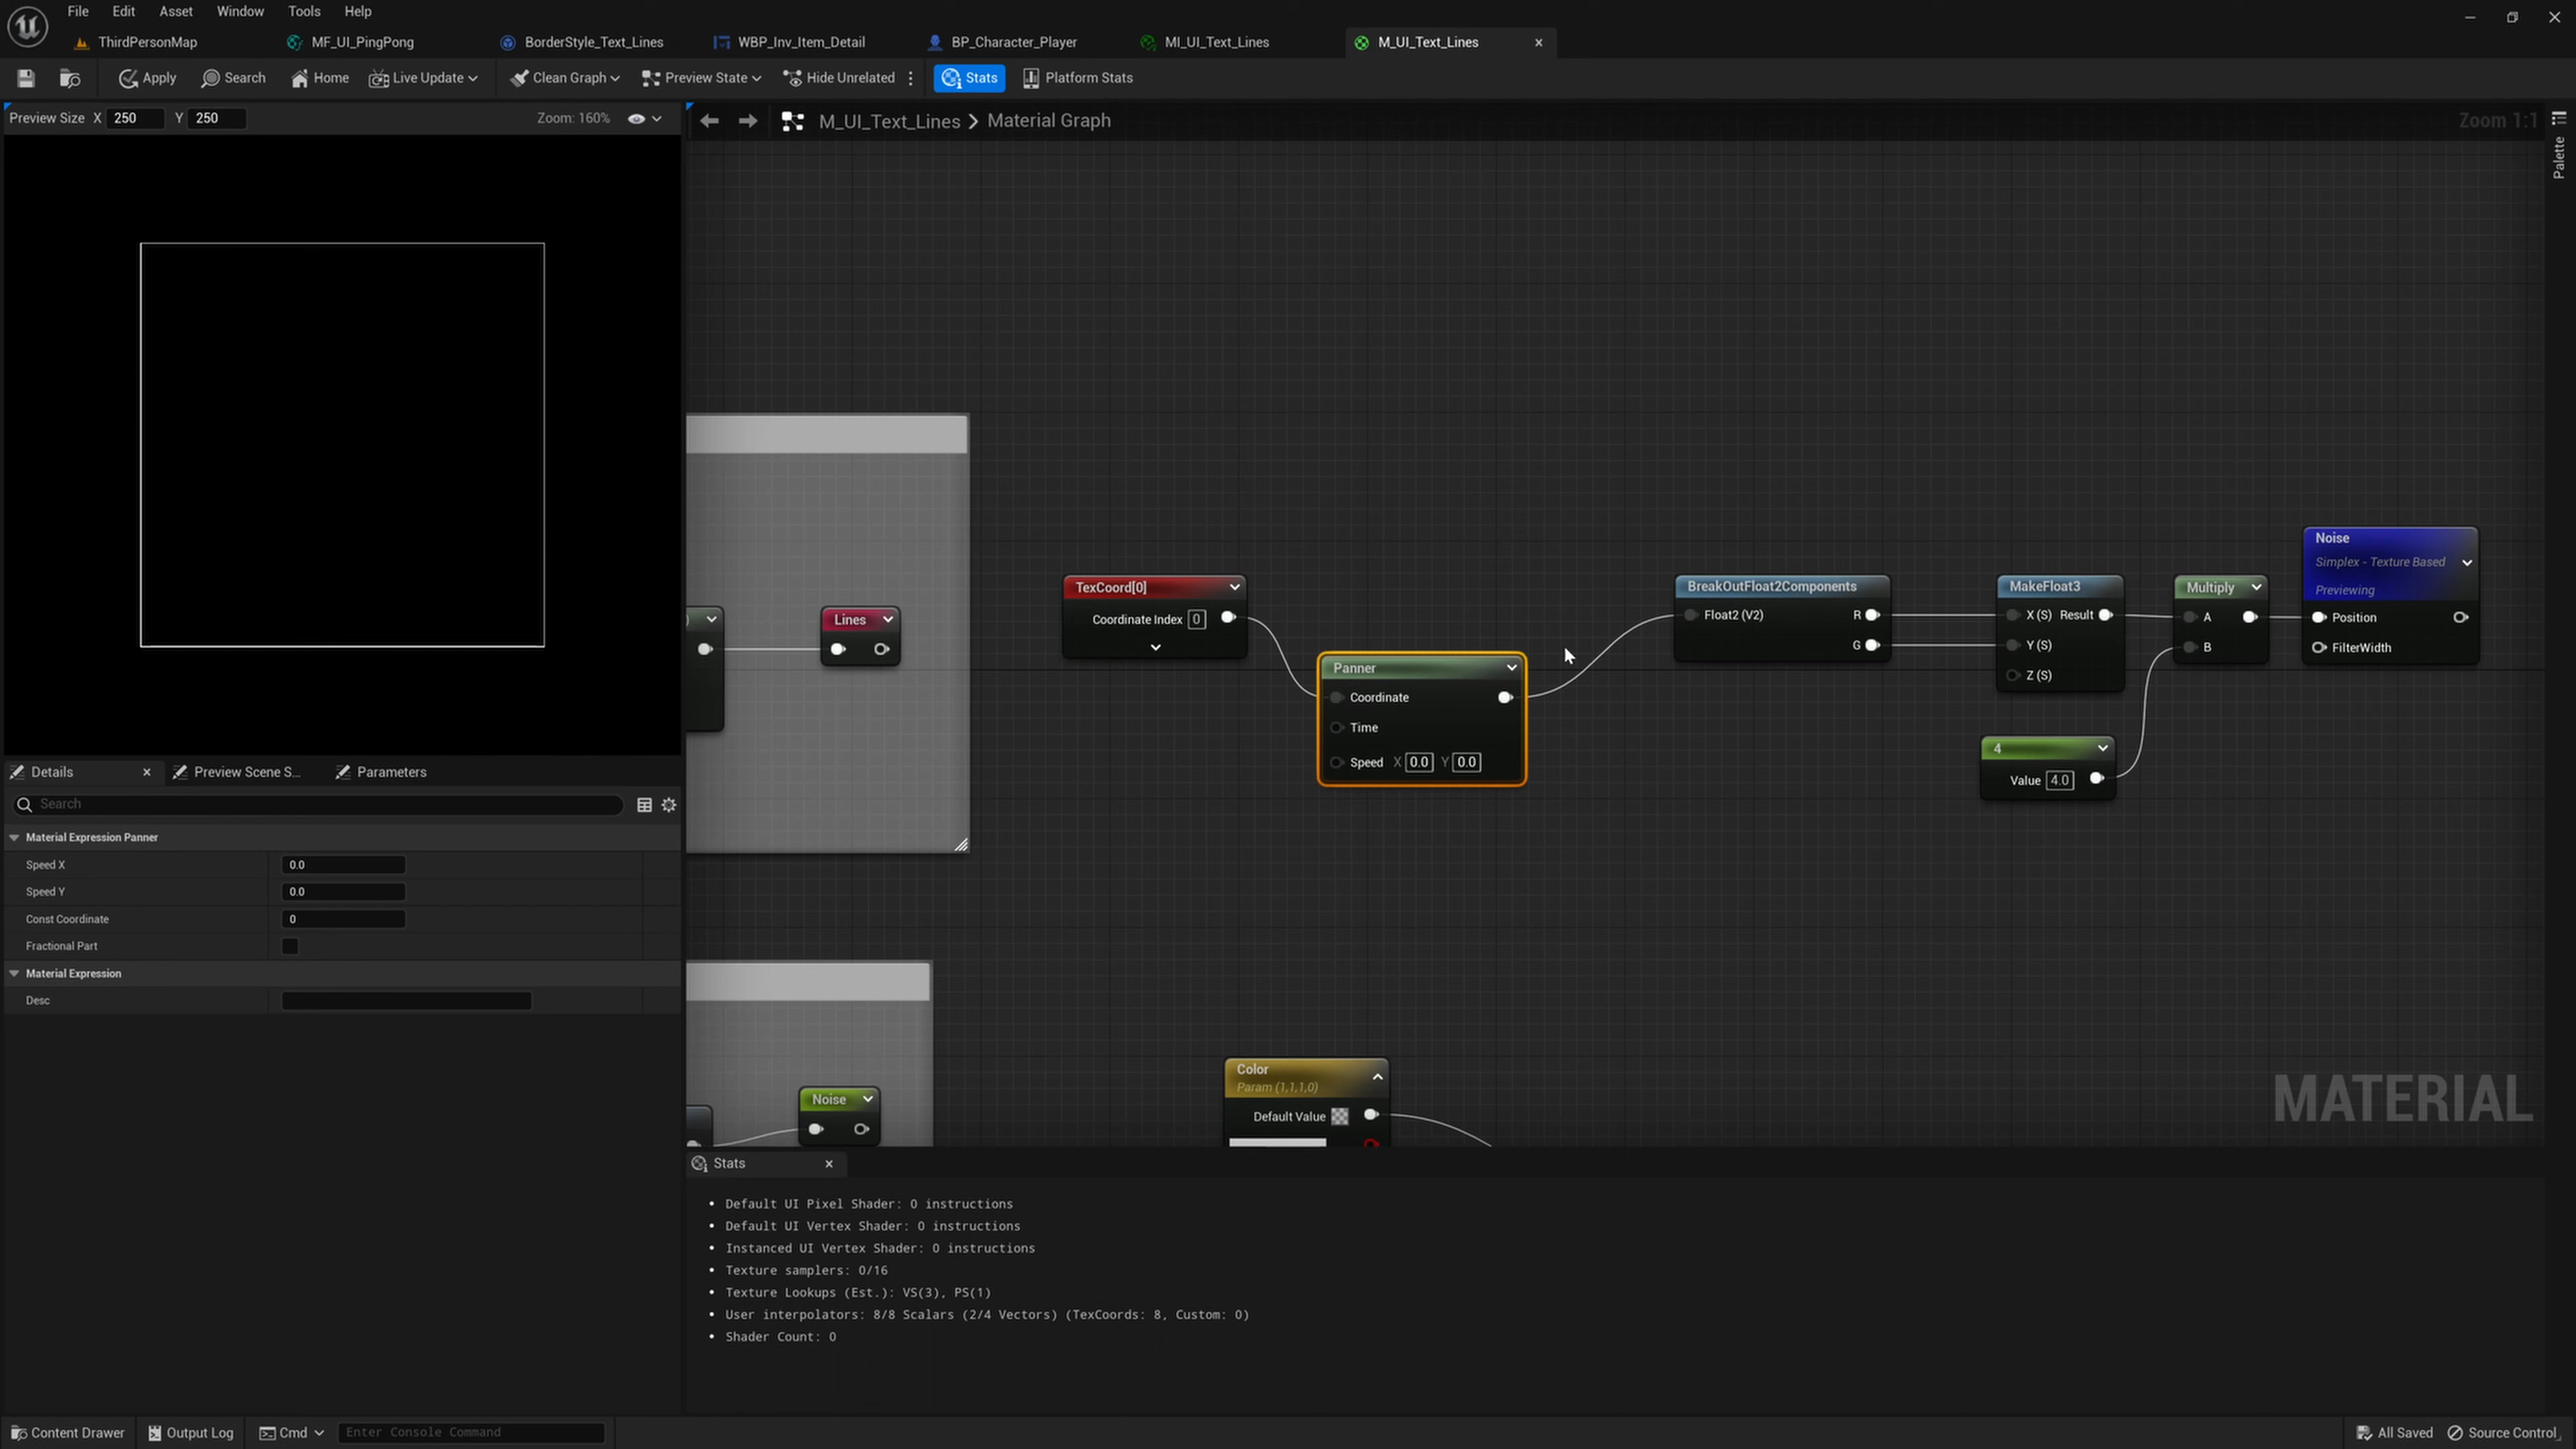 File Edit Asset Window Tools Help
ThirdPersonMap MF_UI_PingPong BorderStyle_Text_Lines WBP_Inv_Item_Detail BP_Character_Player MI_UI_Text_Lines M_UI_Text_Lines
Apply Search Home Live Update Clean Graph Preview State Hide Unrelated Stats Platform Stats
Preview Size X 250 Y 250 Zoom: 160%
M_UI_Text_Lines > Material Graph
Zoom 1:1
Palette
Lines
TexCoord[0]
Coordinate Index 0
Panner
Coordinate
Time
Speed X 0.0 Y 0.0
BreakOutFloat2Components
Float2 (V2) R
G
MakeFloat3
X (S) Result
Y (S)
Z (S)
Multiply
A
B
4
Value 4.0
Noise
Simplex - Texture Based
Previewing
Position
FilterWidth
Details Preview Scene S... Parameters
Search
Material Expression Panner
Speed X 0.0
Speed Y 0.0
Const Coordinate 0
Fractional Part
Material Expression
Desc
Noise
Color
Param (1,1,1,0)
Default Value
MATERIAL
Stats
• Default UI Pixel Shader: 0 instructions
• Default UI Vertex Shader: 0 instructions
• Instanced UI Vertex Shader: 0 instructions
• Texture samplers: 0/16
• Texture Lookups (Est.): VS(3), PS(1)
• User interpolators: 8/8 Scalars (2/4 Vectors) (TexCoords: 8, Custom: 0)
• Shader Count: 0
Content Drawer Output Log Cmd Enter Console Command All Saved Source Control